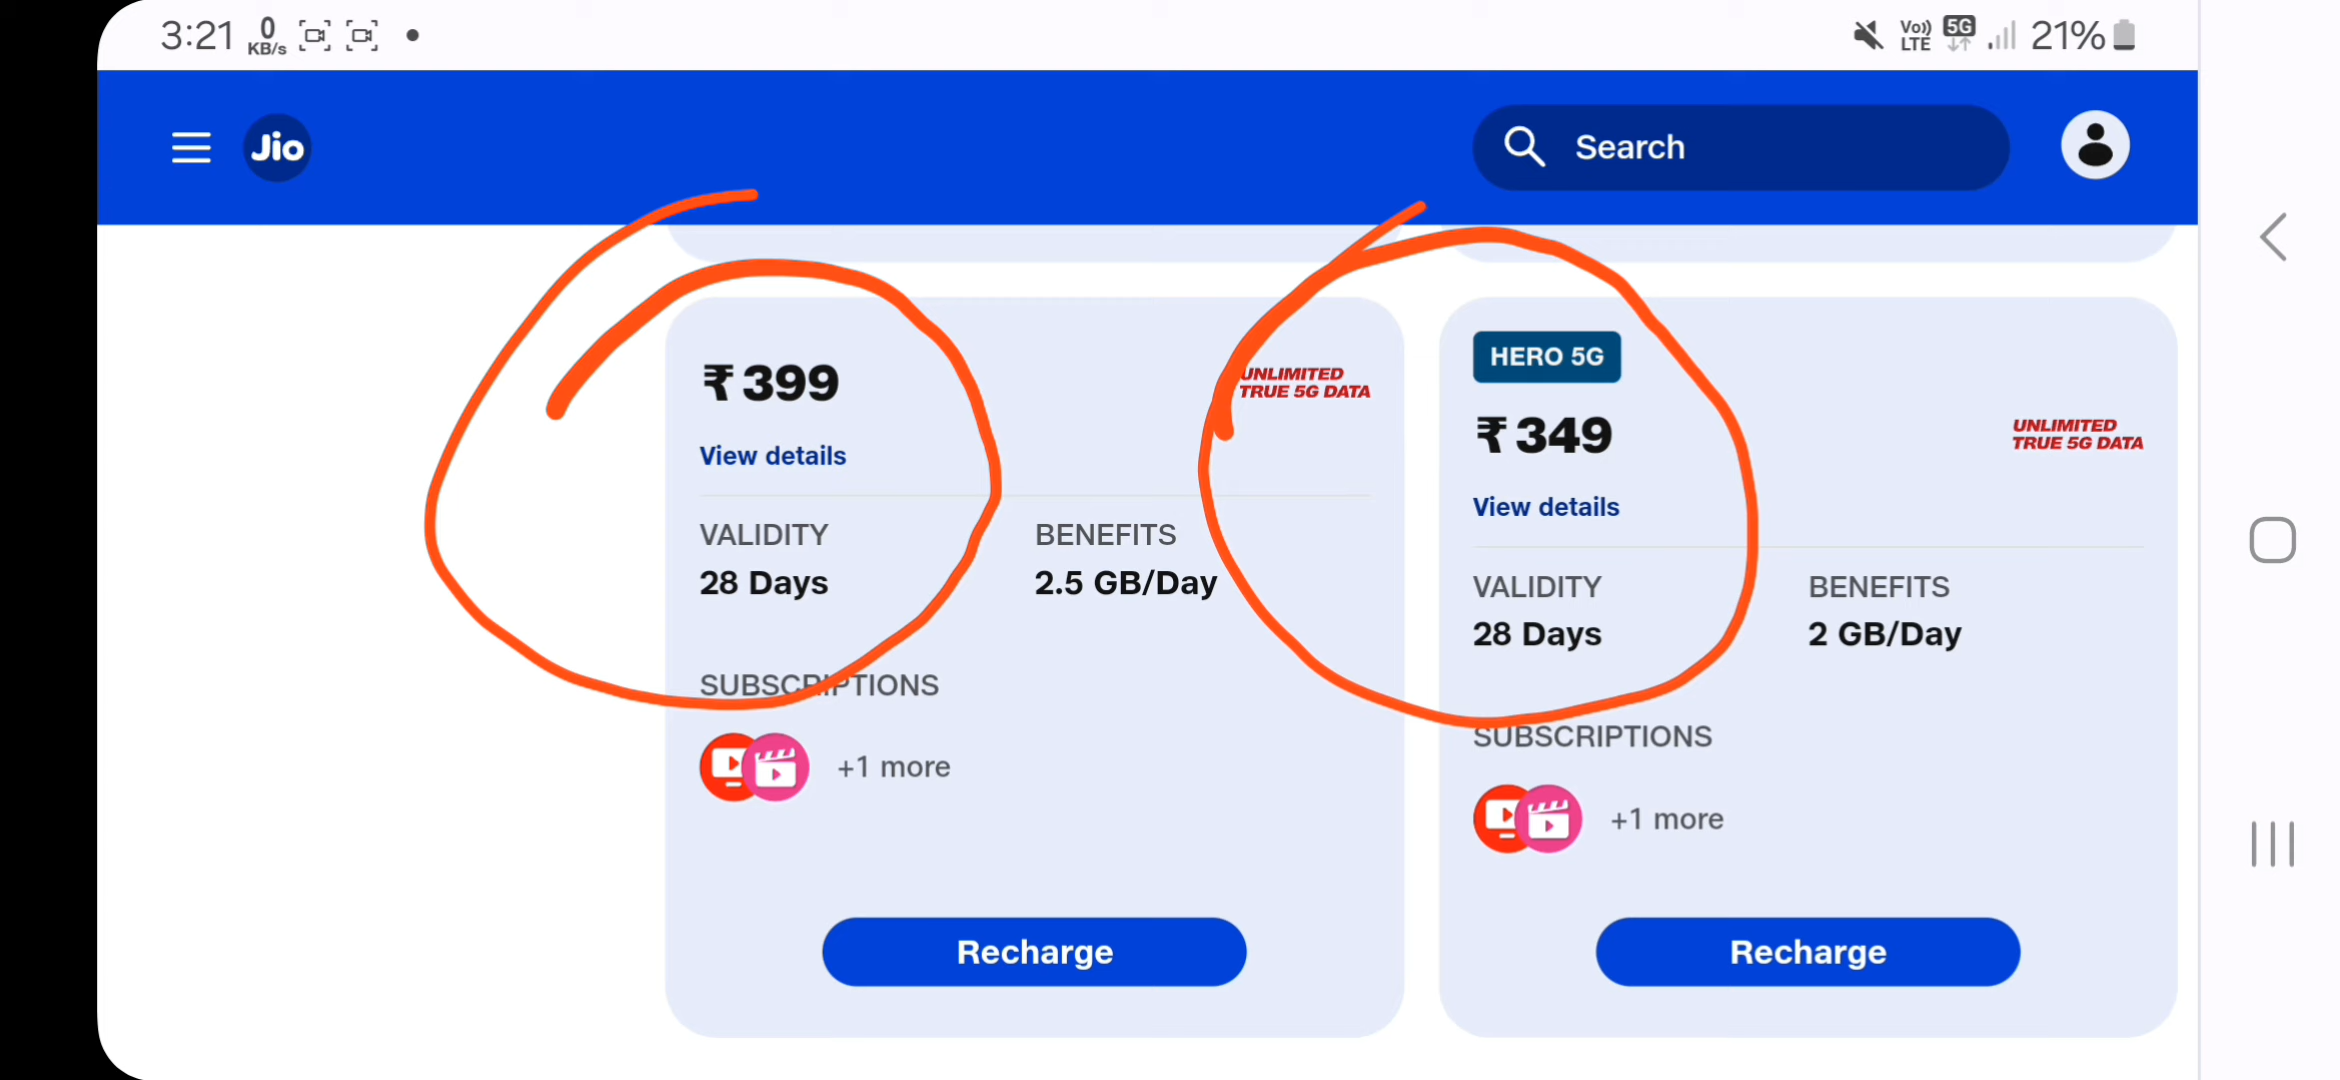 3:21 0 KB/s Vo)) LTE 5G 21%
Jio Search
₹399
UNLIMITED
TRUE 5G DATA
View details
VALIDITY BENEFITS
28 Days 2.5 GB/Day
SUBSCRIPTIONS
+1 more
Recharge
HERO 5G
₹349
UNLIMITED
TRUE 5G DATA
View details
VALIDITY BENEFITS
28 Days 2 GB/Day
SUBSCRIPTIONS
+1 more
Recharge